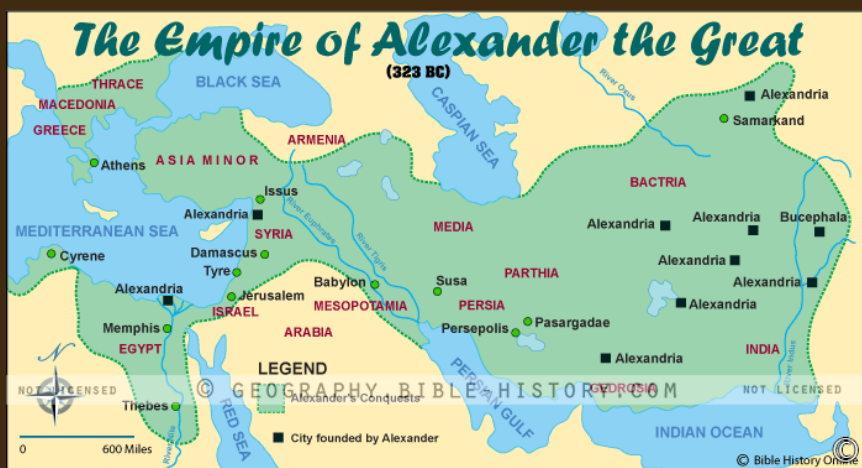 The Empire of Alexander the Great
(323 BC)
THRACE
BLACK SEA
MACEDONIA
GREECE
CASPIAN SEA
River Oxus
Alexandria
Samarkand
ARMENIA
Athens
ASIA MINOR
BACTRIA
Issus
Alexandria
River Euphrates
River Tigris
SYRIA
MEDIA
Alexandria
Alexandria
Bucephala
MEDITERRANEAN SEA
Cyrene
Damascus
Tyre
Alexandria
PARTHIA
Babylon
Susa
Alexandria
Alexandria
Jerusalem
ISRAEL
MESOPOTAMIA
PERSIA
Alexandria
Memphis
EGYPT
ARABIA
Persepolis
Pasargadae
Alexandria
INDIA
River Indus
LEGEND
PERSIAN GULF
GEDROSIA
NOT LICENSED
© GEOGRAPHY.BIBLE-HISTORY.COM
NOT LICENSED
N
Alexander's Conquests
Thebes
River Nile
RED SEA
City founded by Alexander
INDIAN OCEAN
0 600 Miles
© Bible History Online